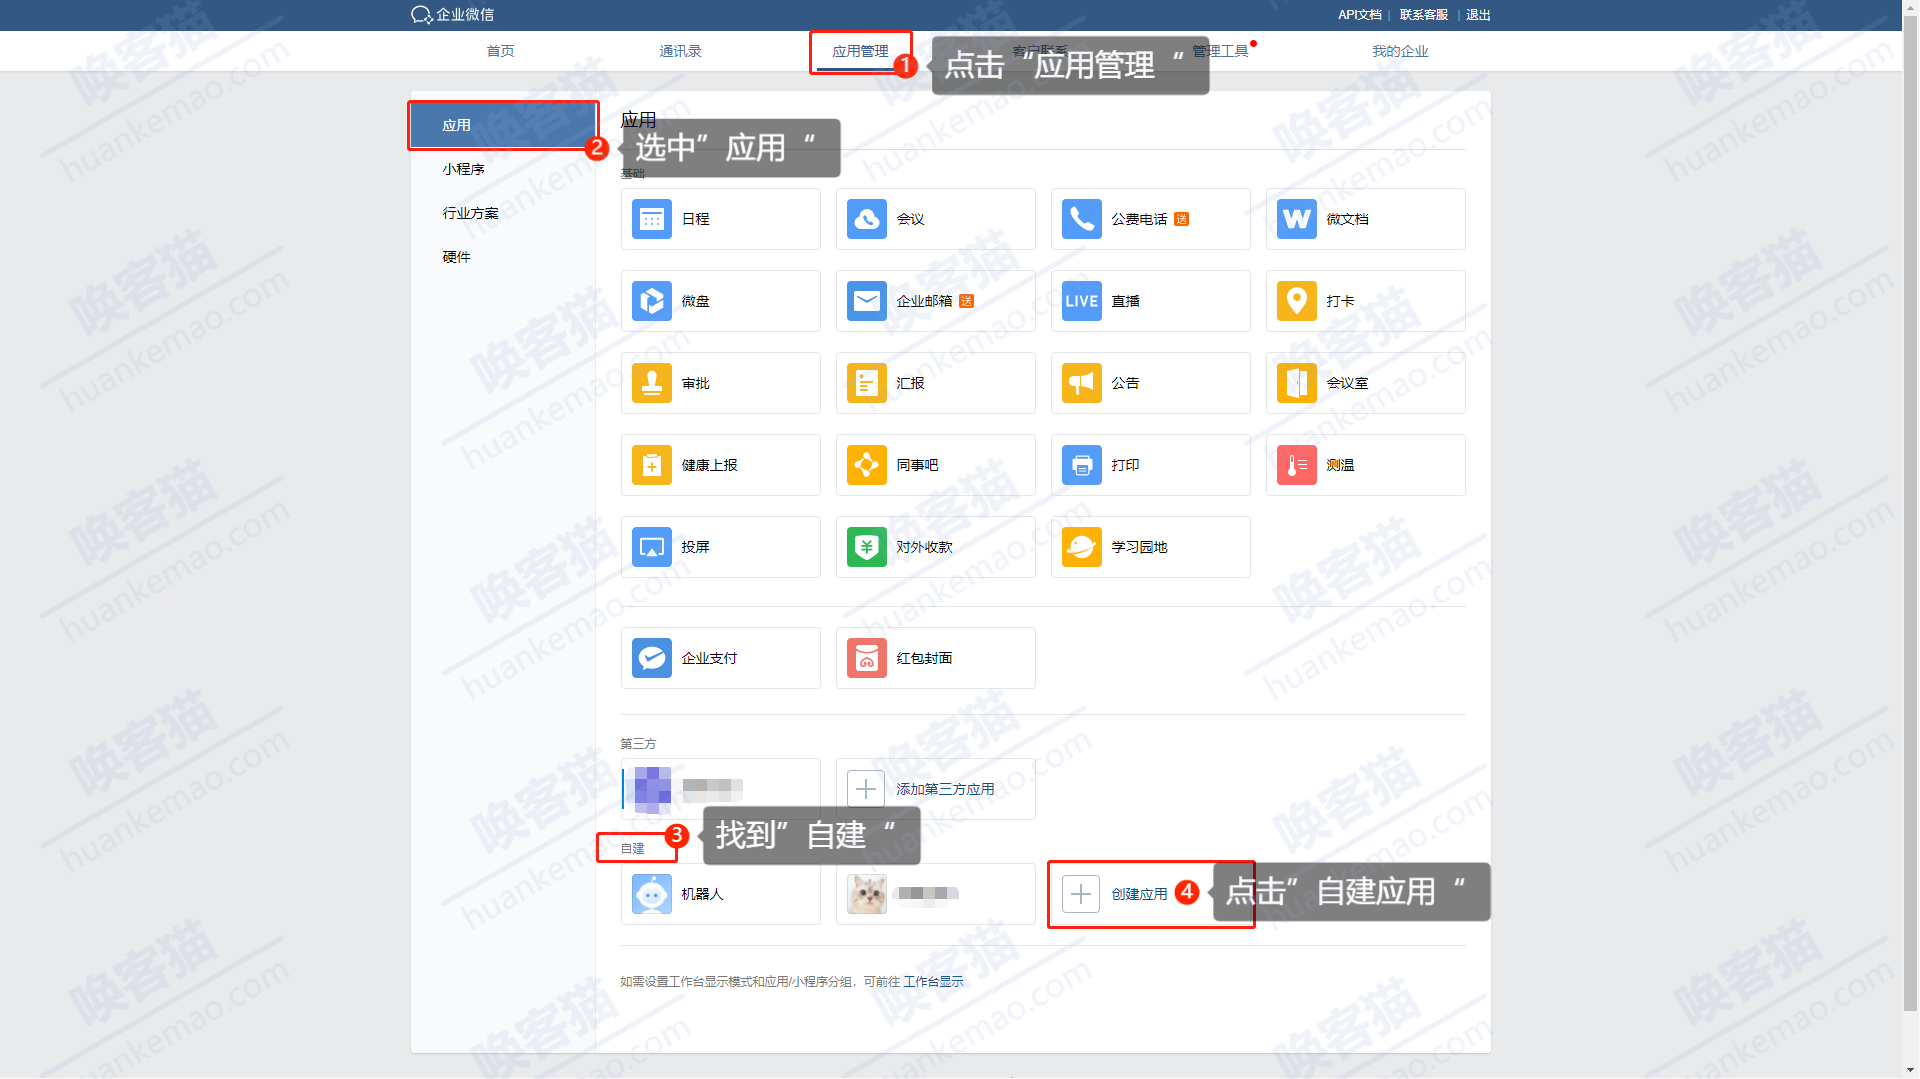 企业微信
API文档 | 联系客服 | 退出
首页
通讯录
应用管理
客户联系
管理工具
我的企业
1
点击“应用管理“
应用
小程序
行业方案
硬件
2
选中”应用“
应用
基础
日程
会议
公费电话 送
W
微文档
微盘
企业邮箱 送
LIVE
直播
打卡
审批
汇报
公告
会议室
健康上报
同事吧
打印
测温
投屏
对外收款
学习园地
企业支付
红包封面
第三方
添加第三方应用
3
找到”自建“
自建
机器人
创建应用
4
点击”自建应用“
如需设置工作台显示模式和应用/小程序分组，可前往 工作台显示
唤客猫
huankemao.com